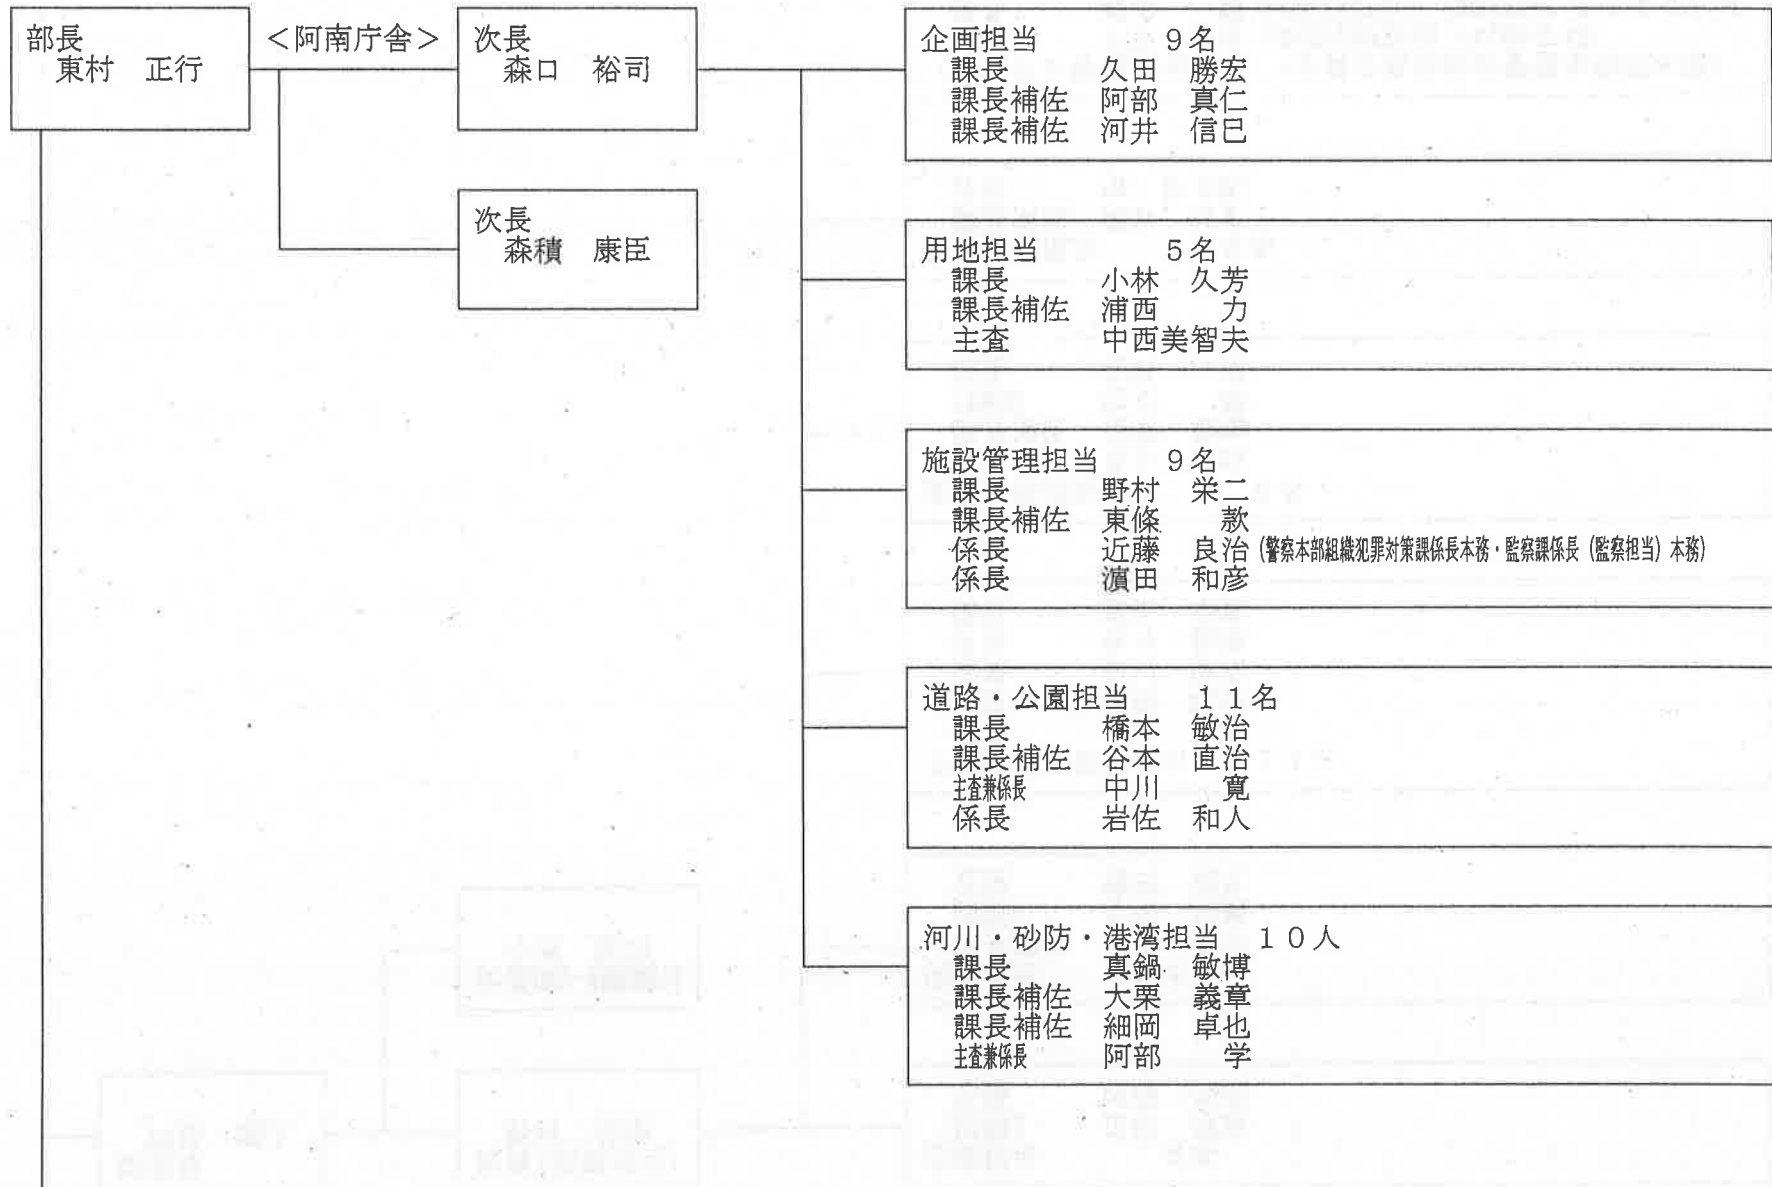 部長
東村　正行
＜阿南庁舎＞
次長
森口　裕司
次長
森積　康臣
企画担当　　　　９名
課長　　　久田　勝宏
課長補佐　阿部　真仁
課長補佐　河井　信巳
用地担当　　　　５名
課長　　　小林　久芳
課長補佐　浦西　　力
主査　　　中西美智夫
施設管理担当　　９名
課長　　　野村　栄二
課長補佐　東條　　歎
係長　　　近藤　良治（警察本部組織犯罪対策課係長本務・監察課係長（監察担当）本務）
係長　　　濵田　和彦
道路・公園担当　　１１名
課長　　　橋本　敏治
課長補佐　谷本　直治
主査兼係長　中川　　寛
係長　　　岩佐　和人
河川・砂防・港湾担当　１０人
課長　　　真鍋　敏博
課長補佐　大栗　義章
課長補佐　細岡　卓也
主査兼係長　阿部　　学